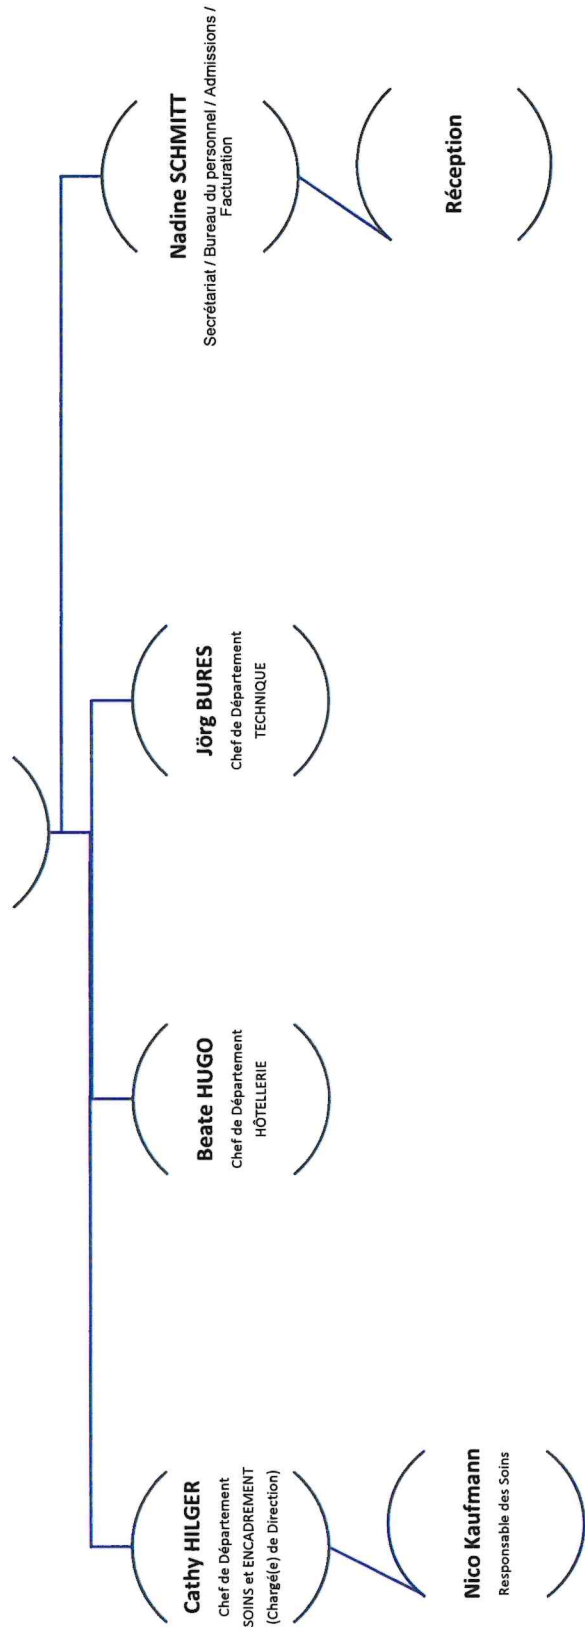 Cathy HILGER
Chef de Département
SOINS et ENCADREMENT
(Chargé(e) de Direction)
Nico Kaufmann
Responsable des Soins
Beate HUGO
Chef de Département
HÔTELLERIE
Jörg BURES
Chef de Département
TECHNIQUE
Nadine SCHMITT
Secrétariat / Bureau du personnel / Admissions /
Facturation
Réception